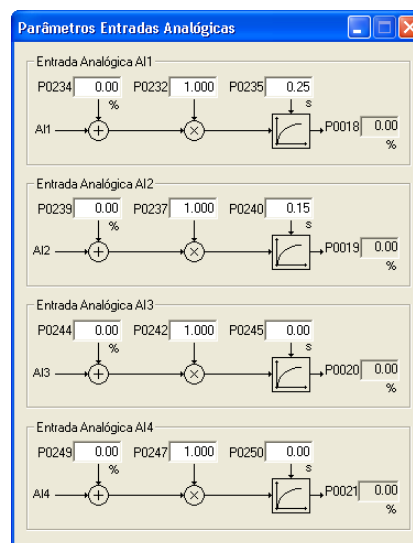 Parâmetros Entradas Analógicas
Entrada Analógica AI1
P0234 0.00 P0232 1.000 P0235 0.25
% s
AI1 + × P0018 0.00
%
Entrada Analógica AI2
P0239 0.00 P0237 1.000 P0240 0.15
% s
AI2 + × P0019 0.00
%
Entrada Analógica AI3
P0244 0.00 P0242 1.000 P0245 0.00
% s
AI3 + × P0020 0.00
%
Entrada Analógica AI4
P0249 0.00 P0247 1.000 P0250 0.00
% s
AI4 + × P0021 0.00
%